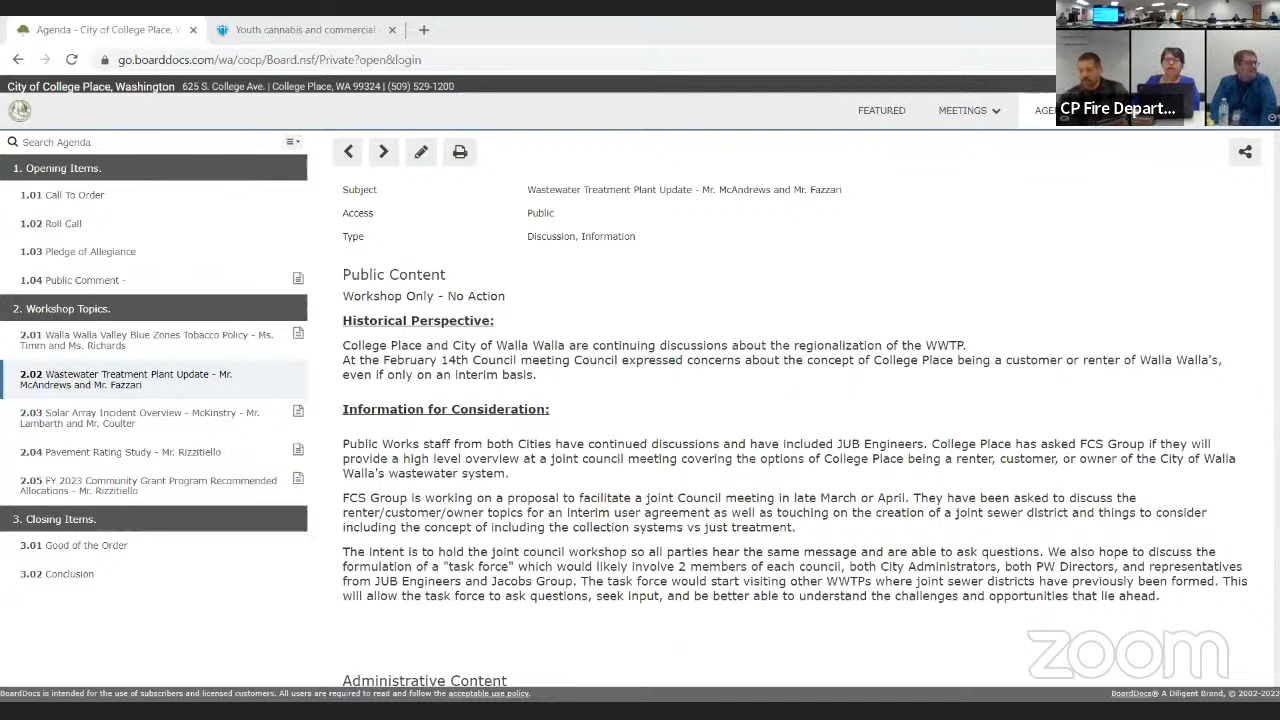 Agenda - City of College Place, W
Youth cannabis and commercial
go.boarddocs.com/wa/cocp/Board.nsf/Private?open&login
City of College Place, Washington 625 S. College Ave. | College Place, WA 99324 | (509) 529-1200
CP Fire Depart...
FEATURED MEETINGS AGE
Search Agenda
1. Opening Items.
1.01 Call To Order
1.02 Roll Call
1.03 Pledge of Allegiance
1.04 Public Comment -
2. Workshop Topics.
2.01 Walla Walla Valley Blue Zones Tobacco Policy - Ms.
Timm and Ms. Richards
2.02 Wastewater Treatment Plant Update - Mr.
McAndrews and Mr. Fazzari
2.03 Solar Array Incident Overview - McKinstry - Mr.
Lambarth and Mr. Coulter
2.04 Pavement Rating Study - Mr. Rizzitiello
2.05 FY 2023 Community Grant Program Recommended
Allocations - Mr. Rizzitiello
3. Closing Items.
3.01 Good of the Order
3.02 Conclusion
Subject Wastewater Treatment Plant Update - Mr. McAndrews and Mr. Fazzari
Access Public
Type Discussion, Information
Public Content
Workshop Only - No Action
Historical Perspective:
College Place and City of Walla Walla are continuing discussions about the regionalization of the WWTP.
At the February 14th Council meeting Council expressed concerns about the concept of College Place being a customer or renter of Walla Walla's,
even if only on an interim basis.
Information for Consideration:
Public Works staff from both Cities have continued discussions and have included JUB Engineers. College Place has asked FCS Group if they will
provide a high level overview at a joint council meeting covering the options of College Place being a renter, customer, or owner of the City of Walla
Walla's wastewater system.
FCS Group is working on a proposal to facilitate a joint Council meeting in late March or April. They have been asked to discuss the
renter/customer/owner topics for an interim user agreement as well as touching on the creation of a joint sewer district and things to consider
including the concept of including the collection systems vs just treatment.
The intent is to hold the joint council workshop so all parties hear the same message and are able to ask questions. We also hope to discuss the
formulation of a "task force" which would likely involve 2 members of each council, both City Administrators, both PW Directors, and representatives
from JUB Engineers and Jacobs Group. The task force would start visiting other WWTPs where joint sewer districts have previously been formed. This
will allow the task force to ask questions, seek input, and be better able to understand the challenges and opportunities that lie ahead.
zoom
Administrative Content
BoardDocs is intended for the use of subscribers and licensed customers. All users are required to read and follow the acceptable use policy.
BoardDocs® A Diligent Brand, © 2002-2023